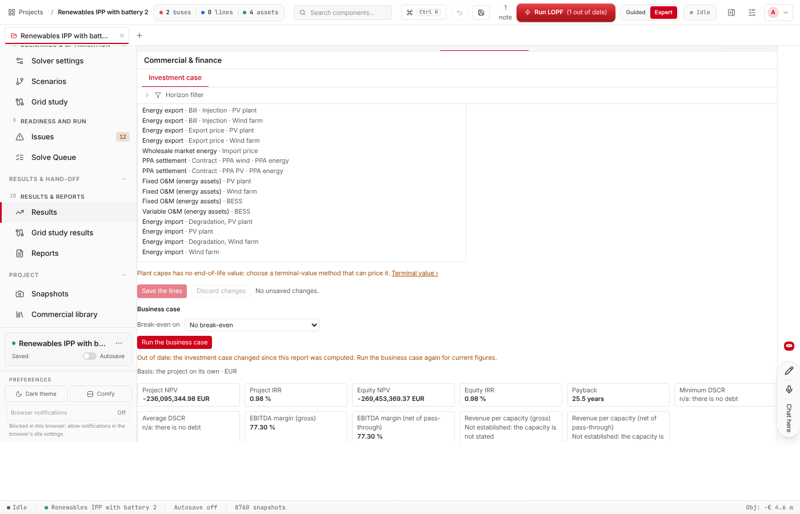 Projects / Renewables IPP with battery 2
2 buses
0 lines
4 assets
Search components...
Ctrl K
1 note
Run LOPF (1 out of date)
Guided
Expert
Idle
A
Renewables IPP with batt...
Solver settings
Scenarios
Grid study
READINESS AND RUN
Issues 12
Solve Queue
RESULTS & HAND-OFF
RESULTS & REPORTS
Results
Grid study results
Reports
PROJECT
Snapshots
Commercial library
Renewables IPP with b...
Saved
Autosave
PREFERENCES
Dark theme
Comfy
Browser notifications Off
Blocked in this browser: allow notifications in the browser's site settings
Commercial & finance
Investment case
Horizon filter
Energy export · Bill · Injection · PV plant
Energy export · Bill · Injection · Wind farm
Energy export · Export price · PV plant
Energy export · Export price · Wind farm
Wholesale market energy · Import price
PPA settlement · Contract · PPA wind · PPA energy
PPA settlement · Contract · PPA PV · PPA energy
Fixed O&M (energy assets) · PV plant
Fixed O&M (energy assets) · Wind farm
Fixed O&M (energy assets) · BESS
Variable O&M (energy assets) · BESS
Energy import · Degradation, PV plant
Energy import · PV plant
Energy import · Degradation, Wind farm
Energy import · Wind farm
Plant capex has no end-of-life value: choose a terminal-value method that can price it. Terminal value ›
Save the lines
Discard changes
No unsaved changes.
Business case
Break-even on
No break-even
Run the business case
Out of date: the investment case changed since this report was computed. Run the business case again for current figures.
Basis: the project on its own · EUR
Project NPV
-236,095,344.98 EUR
Project IRR
0.98 %
Equity NPV
-269,453,369.37 EUR
Equity IRR
0.98 %
Payback
25.5 years
Minimum DSCR
n/a: there is no debt
Average DSCR
n/a: there is no debt
EBITDA margin (gross)
77.30 %
EBITDA margin (net of pass-through)
77.30 %
Revenue per capacity (gross)
Not established: the capacity is not stated
Revenue per capacity (net of pass-through)
Not established: the capacity is
Chat here
Idle
Renewables IPP with battery 2
Autosave off
8760 snapshots
Obj: -€ 4.6 m